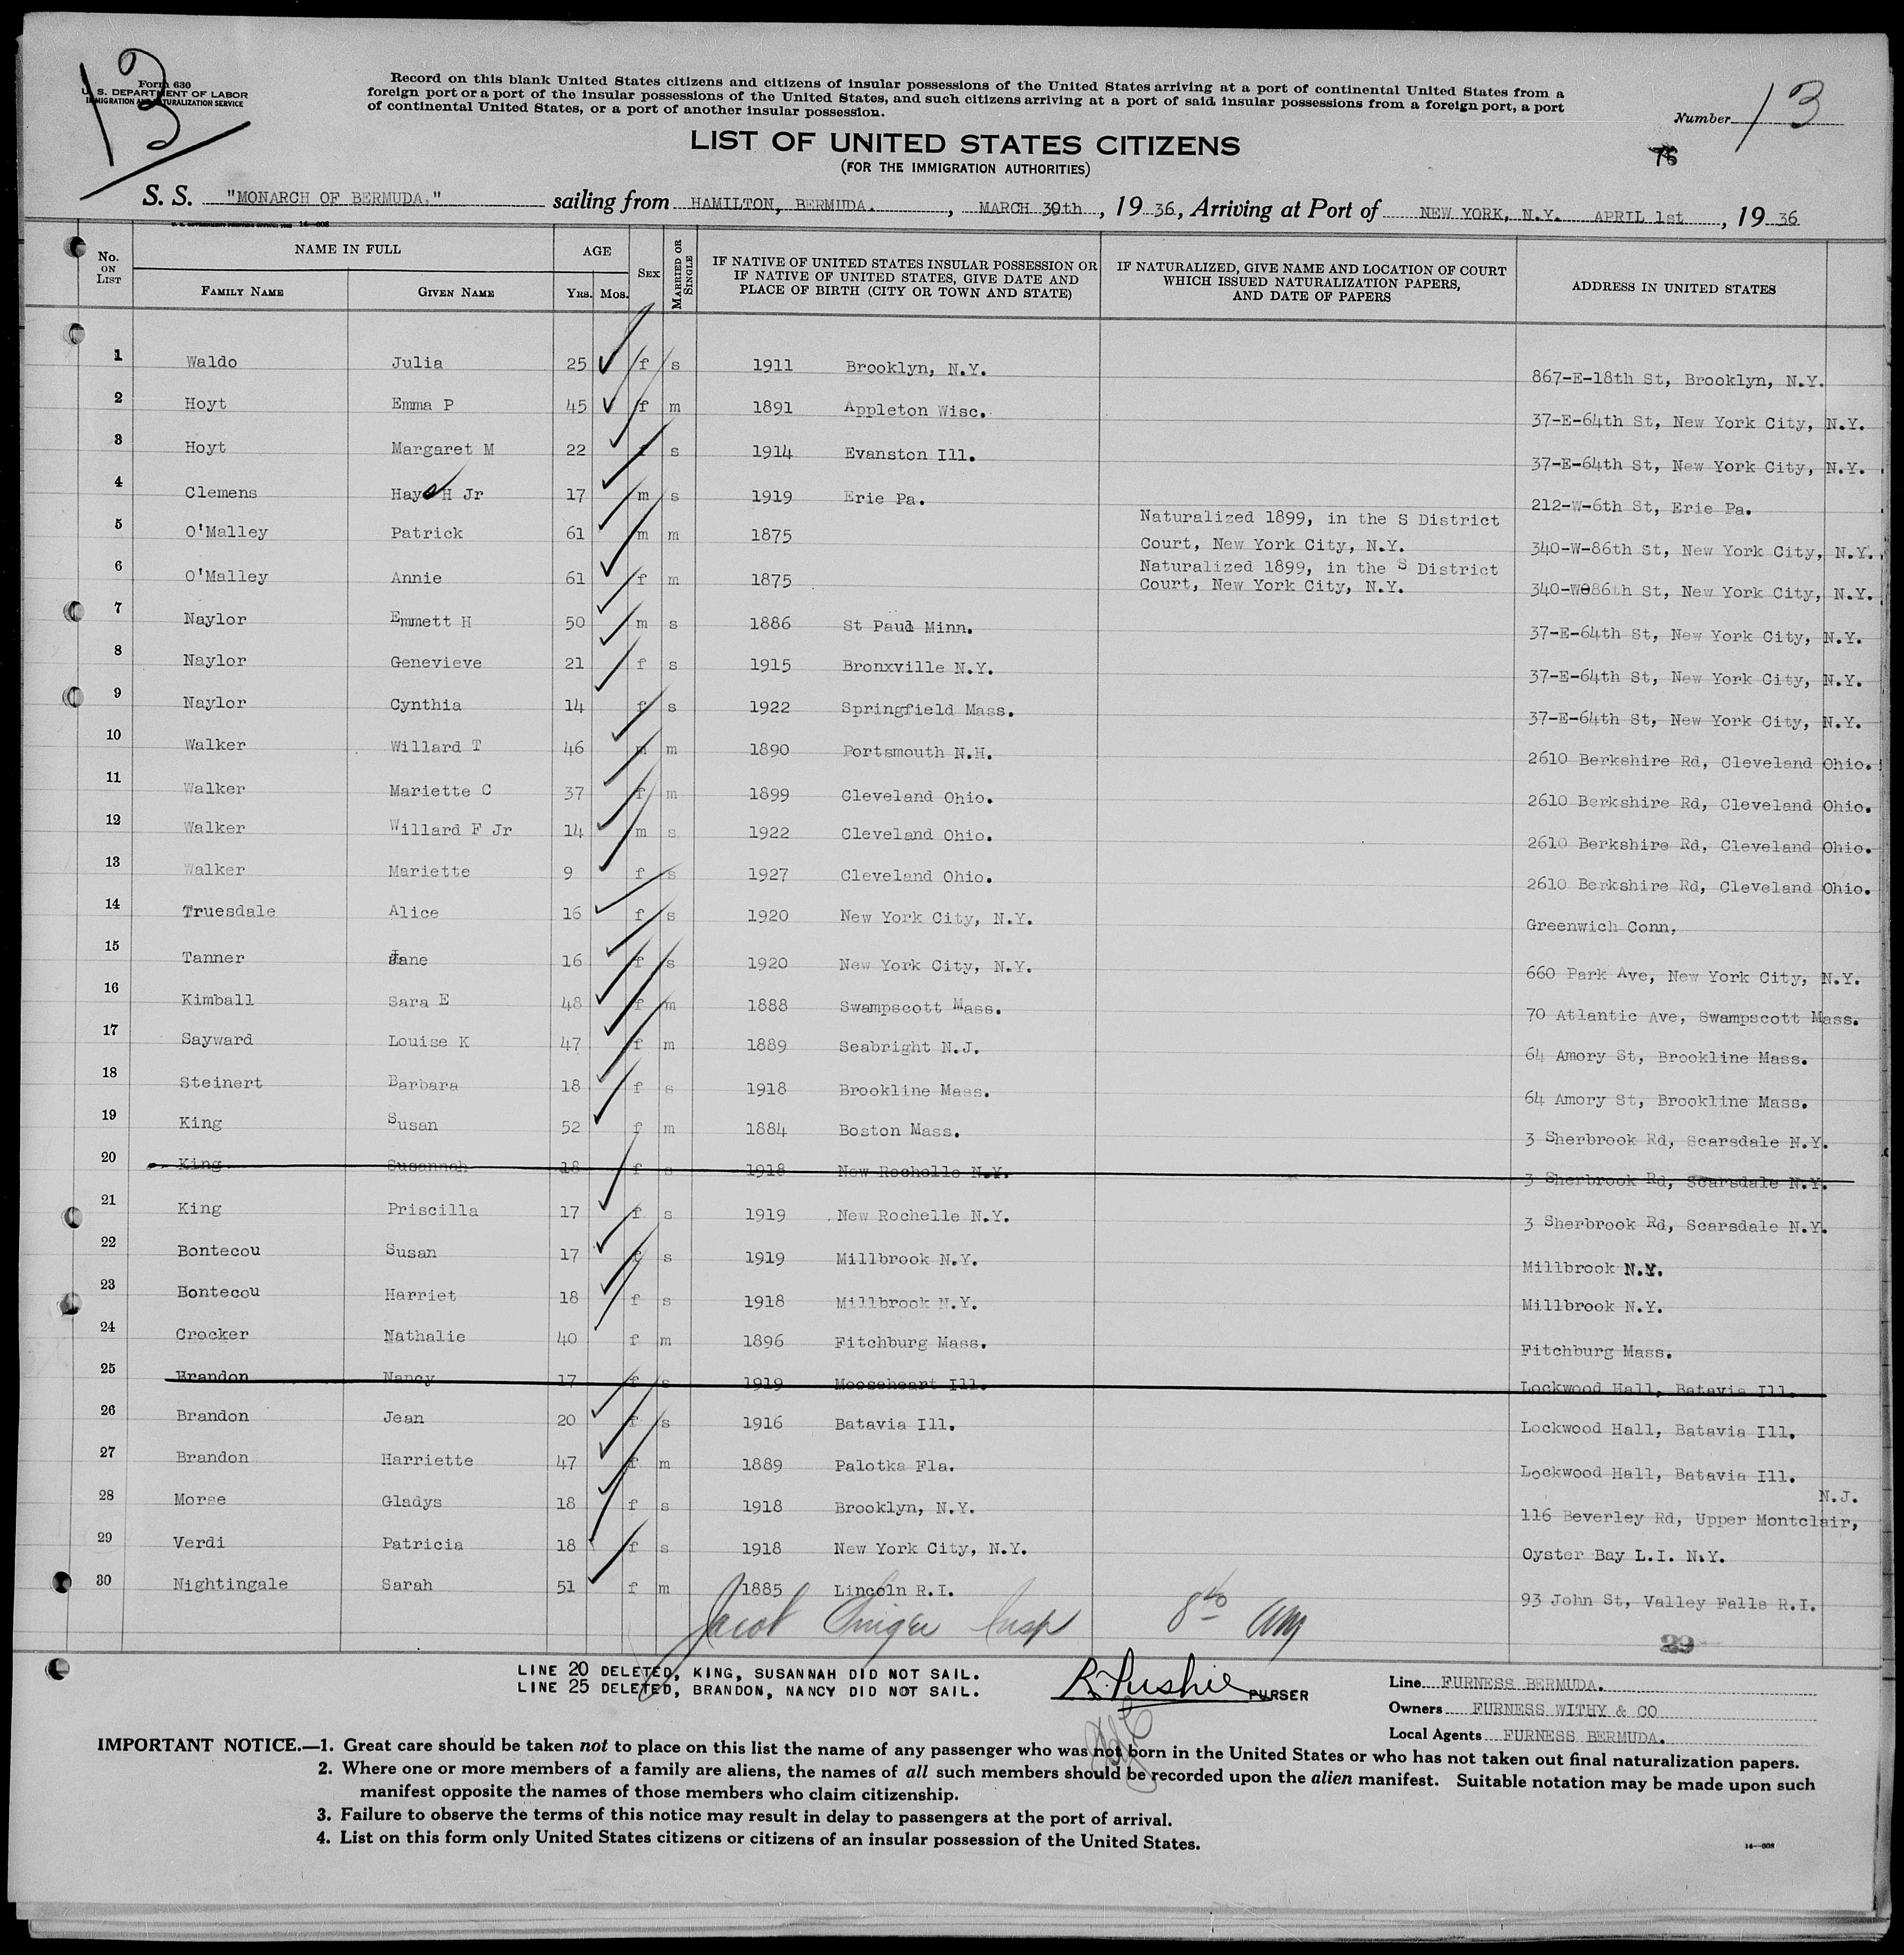 13
Form 630
U. S. DEPARTMENT OF LABOR
IMMIGRATION AND NATURALIZATION SERVICE
Record on this blank United States citizens and citizens of insular possessions of the United States arriving at a port of continental United States from a
foreign port or a port of the insular possessions of the United States, and such citizens arriving at a port of said insular possessions from a foreign port, a port
of continental United States, or a port of another insular possession.
Number 13
LIST OF UNITED STATES CITIZENS
(FOR THE IMMIGRATION AUTHORITIES)
S. S. "MONARCH OF BERMUDA." sailing from HAMILTON, BERMUDA. , MARCH 30th , 19 36, Arriving at Port of NEW YORK, N.Y. APRIL 1st , 19 36
No. ON LIST NAME IN FULL FAMILY NAME GIVEN NAME AGE YRS. MOS. SEX MARRIED OR SINGLE IF NATIVE OF UNITED STATES INSULAR POSSESSION OR IF NATIVE OF UNITED STATES, GIVE DATE AND PLACE OF BIRTH (CITY OR TOWN AND STATE) IF NATURALIZED, GIVE NAME AND LOCATION OF COURT WHICH ISSUED NATURALIZATION PAPERS, AND DATE OF PAPERS ADDRESS IN UNITED STATES
1 Waldo Julia 25 f s 1911 Brooklyn, N.Y. 867-E-18th St, Brooklyn, N.Y.
2 Hoyt Emma P 45 f m 1891 Appleton Wisc. 37-E-64th St, New York City, N.Y.
3 Hoyt Margaret M 22 f s 1914 Evanston Ill. 37-E-64th St, New York City, N.Y.
4 Clemens Hays H Jr 17 m s 1919 Erie Pa. 212-W-6th St, Erie Pa.
5 O'Malley Patrick 61 m m 1875 Naturalized 1899, in the S District Court, New York City, N.Y. 340-W-86th St, New York City, N.Y.
6 O'Malley Annie 61 f m 1875 Naturalized 1899, in the S District Court, New York City, N.Y. 340-W-86th St, New York City, N.Y.
7 Naylor Emmett H 50 m s 1886 St Paul Minn. 37-E-64th St, New York City, N.Y.
8 Naylor Genevieve 21 f s 1915 Bronxville N.Y. 37-E-64th St, New York City, N.Y.
9 Naylor Cynthia 14 f s 1922 Springfield Mass. 37-E-64th St, New York City, N.Y.
10 Walker Willard T 46 m m 1890 Portsmouth N.H. 2610 Berkshire Rd, Cleveland Ohio.
11 Walker Mariette C 37 f m 1899 Cleveland Ohio. 2610 Berkshire Rd, Cleveland Ohio.
12 Walker Willard F Jr 14 m s 1922 Cleveland Ohio. 2610 Berkshire Rd, Cleveland Ohio.
13 Walker Mariette 9 f s 1927 Cleveland Ohio. 2610 Berkshire Rd, Cleveland Ohio.
14 Truesdale Alice 16 f s 1920 New York City, N.Y. Greenwich Conn,
15 Tanner Jane 16 f s 1920 New York City, N.Y. 660 Park Ave, New York City, N.Y.
16 Kimball Sara E 48 f m 1888 Swampscott Mass. 70 Atlantic Ave, Swampscott Mass.
17 Sayward Louise K 47 f m 1889 Seabright N.J. 64 Amory St, Brookline Mass.
18 Steinert Barbara 18 f s 1918 Brookline Mass. 64 Amory St, Brookline Mass.
19 King Susan 52 f m 1884 Boston Mass. 3 Sherbrook Rd, Scarsdale N.Y.
20 King Susannah 18 f s 1918 New Rochelle N.Y. 3 Sherbrook Rd, Scarsdale N.Y.
21 King Priscilla 17 f s 1919 New Rochelle N.Y. 3 Sherbrook Rd, Scarsdale N.Y.
22 Bontecou Susan 17 f s 1919 Millbrook N.Y. Millbrook N.Y.
23 Bontecou Harriet 18 f s 1918 Millbrook N.Y. Millbrook N.Y.
24 Crocker Nathalie 40 f m 1896 Fitchburg Mass. Fitchburg Mass.
25 Brandon Nancy 17 f s 1919 Mooseheart Ill. Lockwood Hall, Batavia Ill.
26 Brandon Jean 20 f s 1916 Batavia Ill. Lockwood Hall, Batavia Ill.
27 Brandon Harriette 47 f m 1889 Palotka Fla. Lockwood Hall, Batavia Ill.
28 Morse Gladys 18 f s 1918 Brooklyn, N.Y. 116 Beverley Rd, Upper Montclair, N.J.
29 Verdi Patricia 18 f s 1918 New York City, N.Y. Oyster Bay L.I. N.Y.
30 Nightingale Sarah 51 f m 1885 Lincoln R.I. 93 John St, Valley Falls R.I.
Jacob Insp 8 40 AM
29
LINE 20 DELETED, KING, SUSANNAH DID NOT SAIL.
LINE 25 DELETED, BRANDON, NANCY DID NOT SAIL.
PURSER
Line FURNESS BERMUDA.
Owners FURNESS WITHY & CO
Local Agents FURNESS BERMUDA.
IMPORTANT NOTICE.—1. Great care should be taken not to place on this list the name of any passenger who was not born in the United States or who has not taken out final naturalization papers.
2. Where one or more members of a family are aliens, the names of all such members should be recorded upon the alien manifest. Suitable notation may be made upon such
manifest opposite the names of those members who claim citizenship.
3. Failure to observe the terms of this notice may result in delay to passengers at the port of arrival.
4. List on this form only United States citizens or citizens of an insular possession of the United States.